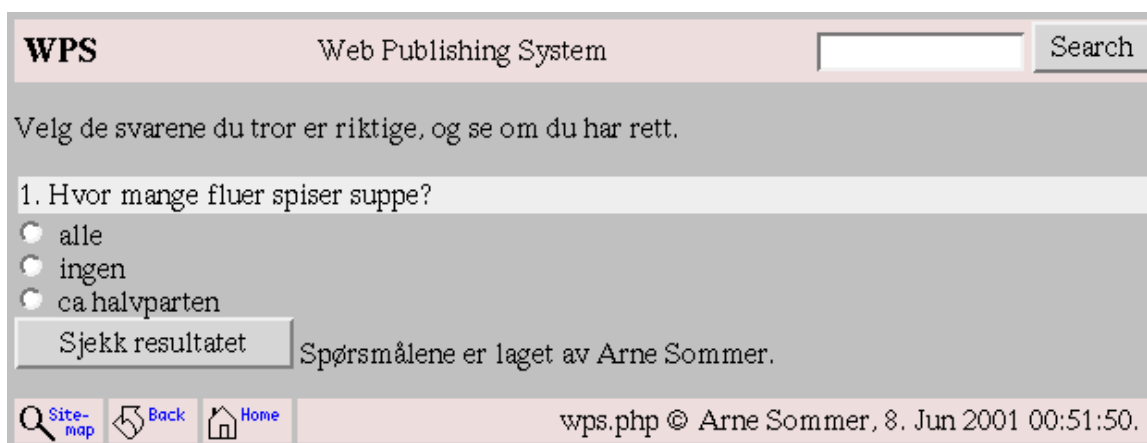 WPS Web Publishing System Search
Velg de svarene du tror er riktige, og se om du har rett.
1. Hvor mange fluer spiser suppe?
alle
ingen
ca halvparten
Sjekk resultatet Spørsmålene er laget av Arne Sommer.
Site-map Back Home wps.php © Arne Sommer, 8. Jun 2001 00:51:50.